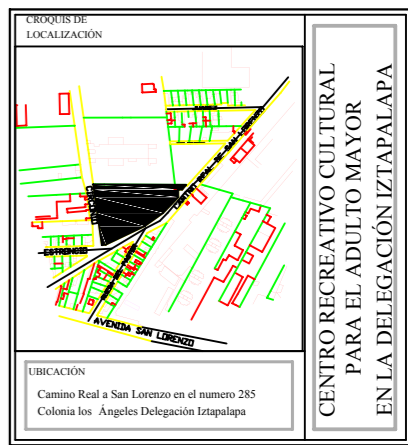 CROQUIS DE
LOCALIZACIÓN
ESTRONCIO
AVENIDA SAN LORENZO
UBICACIÓN
Camino Real a San Lorenzo en el numero 285
Colonia los Ángeles Delegación Iztapalapa
CENTRO RECREATIVO CULTURAL
PARA EL ADULTO MAYOR
EN LA DELEGACIÓN IZTAPALAPA